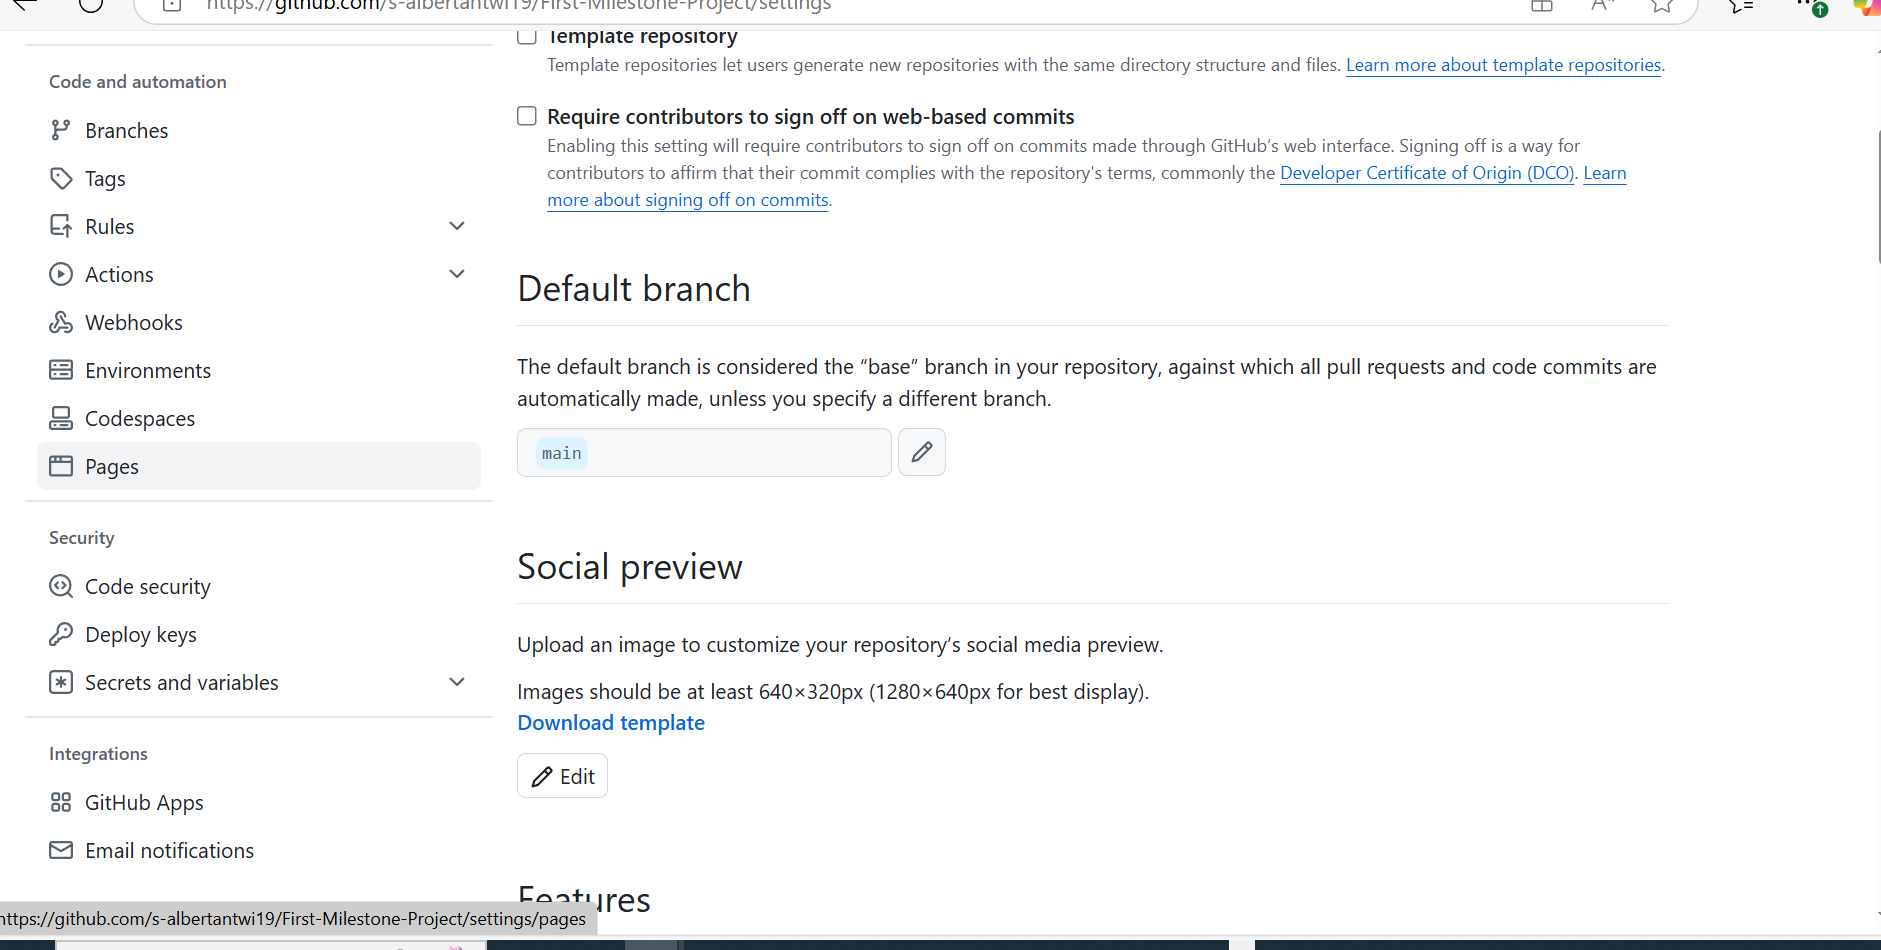 https://github.com/s-albertantwi19/First-Milestone-Project/settings
Template repository
Template repositories let users generate new repositories with the same directory structure and files. Learn more about template repositories.
Code and automation
Branches
Tags
Rules
Actions
Webhooks
Environments
Codespaces
Pages
Security
Code security
Deploy keys
Secrets and variables
Integrations
GitHub Apps
Email notifications
Require contributors to sign off on web-based commits
Enabling this setting will require contributors to sign off on commits made through GitHub’s web interface. Signing off is a way for
contributors to affirm that their commit complies with the repository's terms, commonly the Developer Certificate of Origin (DCO). Learn
more about signing off on commits.
Default branch
The default branch is considered the “base” branch in your repository, against which all pull requests and code commits are
automatically made, unless you specify a different branch.
main
Social preview
Upload an image to customize your repository’s social media preview.
Images should be at least 640×320px (1280×640px for best display).
Download template
Edit
Features
https://github.com/s-albertantwi19/First-Milestone-Project/settings/pages